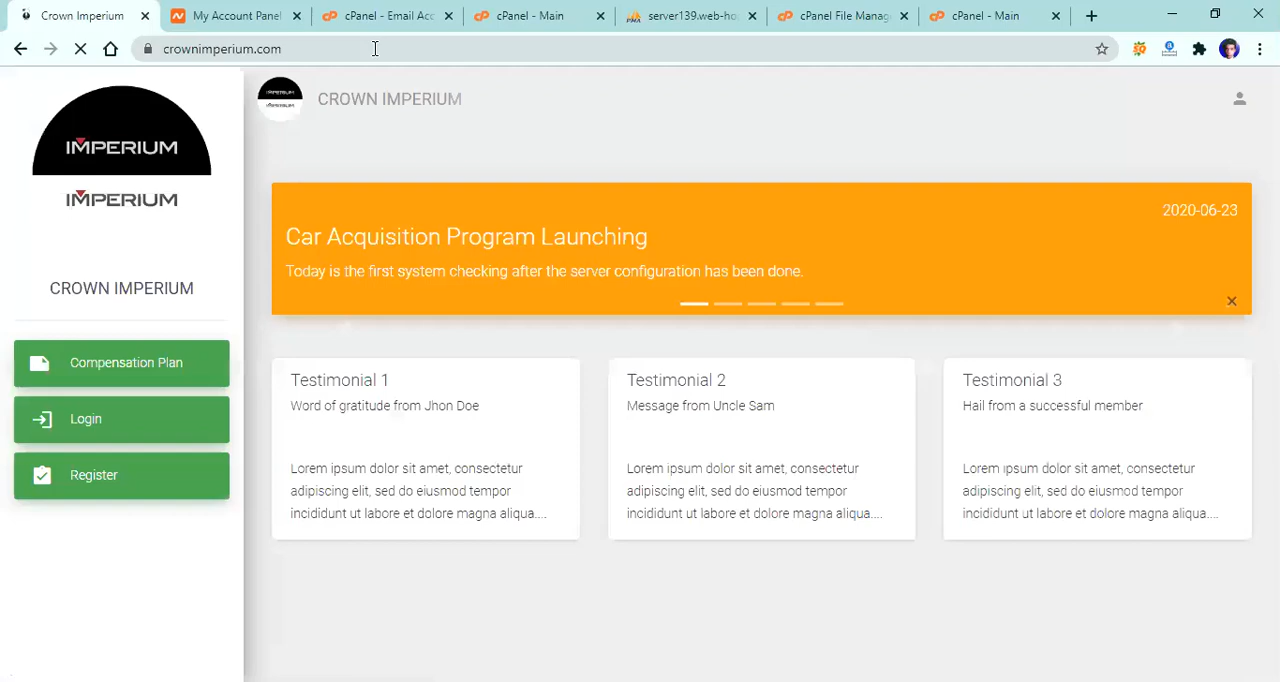 Crown Imperium
My Account Panel
cPanel - Email Acc
cPanel - Main
server139.web-ho
cPanel File Manag
cPanel - Main
crownimperium.com
IMPERIUM
IMPERIUM
CROWN IMPERIUM
Compensation Plan
Login
Register
IMPERIUM
IMPERIUM
CROWN IMPERIUM
2020-06-23
Car Acquisition Program Launching
Today is the first system checking after the server configuration has been done.
Testimonial 1
Word of gratitude from Jhon Doe
Lorem ipsum dolor sit amet, consectetur
adipiscing elit, sed do eiusmod tempor
incididunt ut labore et dolore magna aliqua....
Testimonial 2
Message from Uncle Sam
Lorem ipsum dolor sit amet, consectetur
adipiscing elit, sed do eiusmod tempor
incididunt ut labore et dolore magna aliqua....
Testimonial 3
Hail from a successful member
Lorem ipsum dolor sit amet, consectetur
adipiscing elit, sed do eiusmod tempor
incididunt ut labore et dolore magna aliqua....